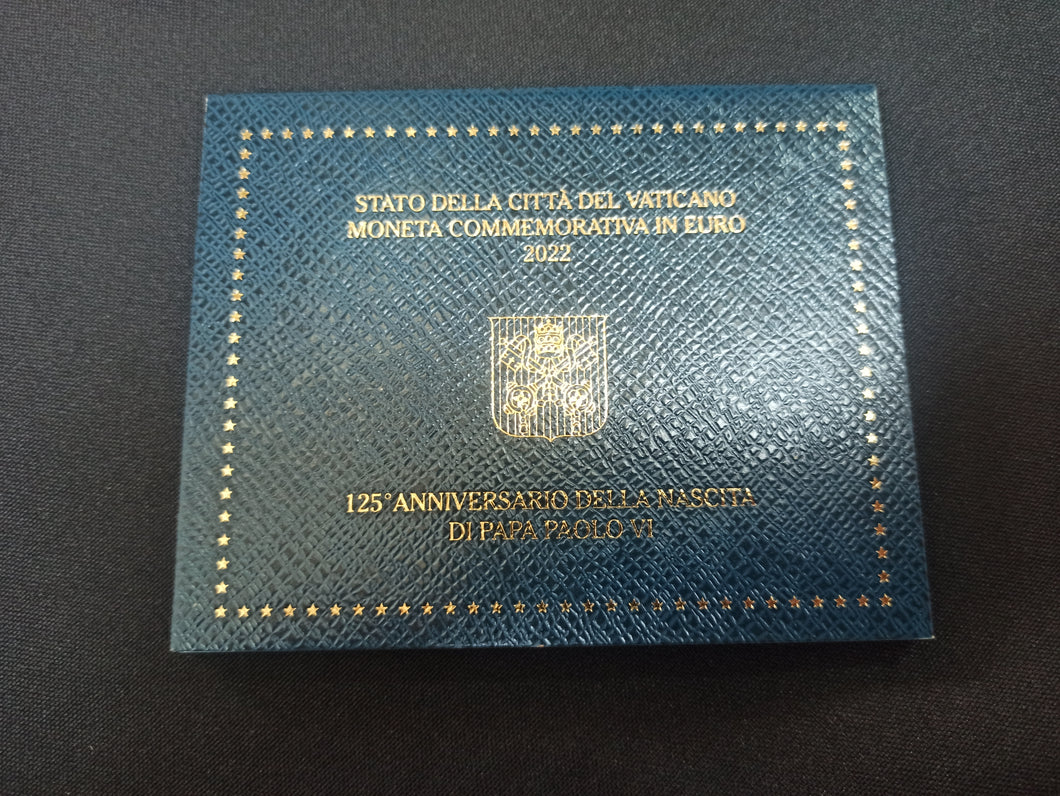 STATO DELLA CITTÀ DEL VATICANO
MONETA COMMEMORATIVA IN EURO
2022
125° ANNIVERSARIO DELLA NASCITA
DI PAPA PAOLO VI